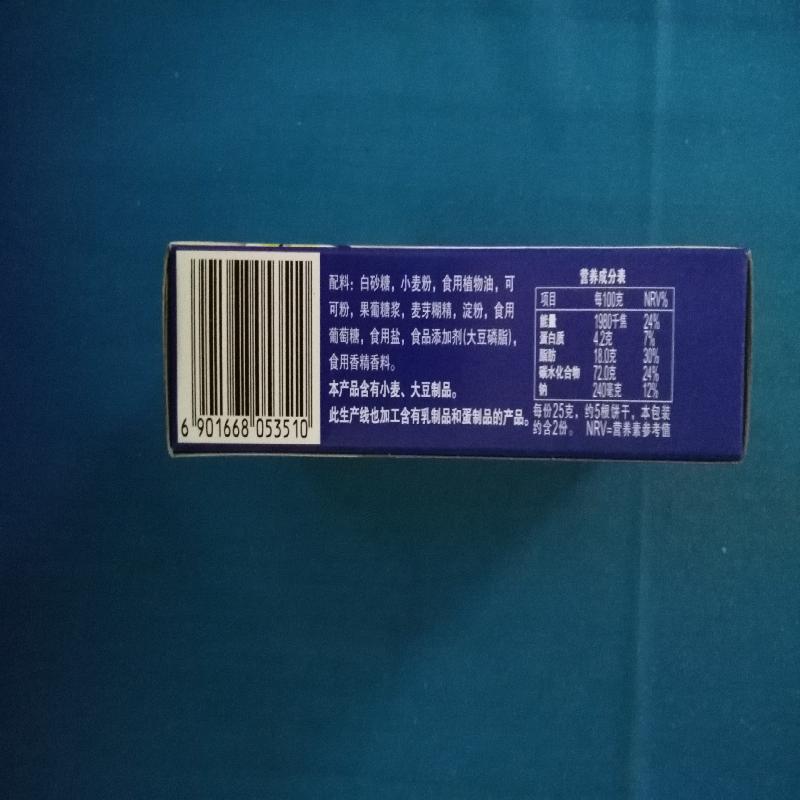 配料：白砂糖，小麦粉，食用植物油，可
可粉，果葡糖浆，麦芽糊精，淀粉，食用
葡萄糖，食用盐，食品添加剂(大豆磷脂)，
食用香精香料。
本产品含有小麦、大豆制品。
此生产线也加工含有乳制品和蛋制品的产品。
6 901668 053510
营养成分表
项目 每100克 NRV%
能量 1980千焦 24%
蛋白质 4.2克 7%
脂肪 18.0克 30%
碳水化合物 72.0克 24%
钠 240毫克 12%
每份25克，约5根饼干，本包装
约含2份。 NRV=营养素参考值